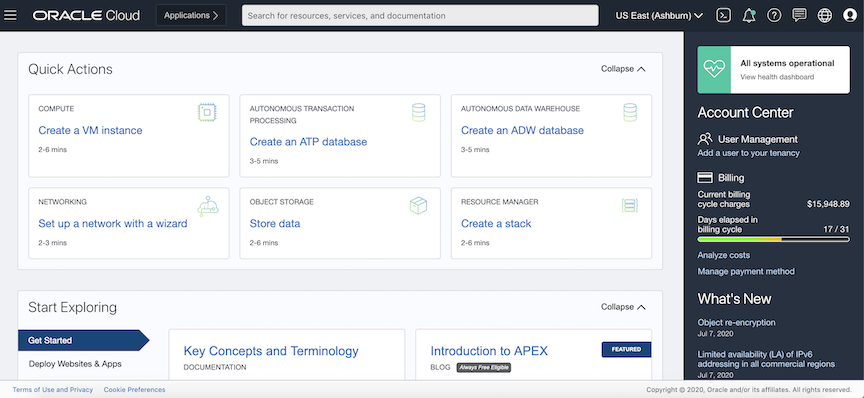 ORACLE Cloud
Applications
Search for resources, services, and documentation
US East (Ashburn)
Quick Actions
Collapse
COMPUTE
Create a VM instance
2-6 mins
AUTONOMOUS TRANSACTION
PROCESSING
Create an ATP database
3-5 mins
AUTONOMOUS DATA WAREHOUSE
Create an ADW database
3-5 mins
NETWORKING
Set up a network with a wizard
2-3 mins
OBJECT STORAGE
Store data
2-6 mins
RESOURCE MANAGER
Create a stack
2-6 mins
Start Exploring
Collapse
Get Started
Deploy Websites & Apps
Key Concepts and Terminology
DOCUMENTATION
Introduction to APEX
FEATURED
BLOG Always Free Eligible
All systems operational
View health dashboard
Account Center
User Management
Add a user to your tenancy
Billing
Current billing
cycle charges $15,948.89
Days elapsed in
billing cycle 17 / 31
Analyze costs
Manage payment method
What's New
Object re-encryption
Jul 7, 2020
Limited availability (LA) of IPv6
addressing in all commercial regions
Jul 7, 2020
Terms of Use and Privacy Cookie Preferences
Copyright © 2020, Oracle and/or its affiliates. All rights reserved.